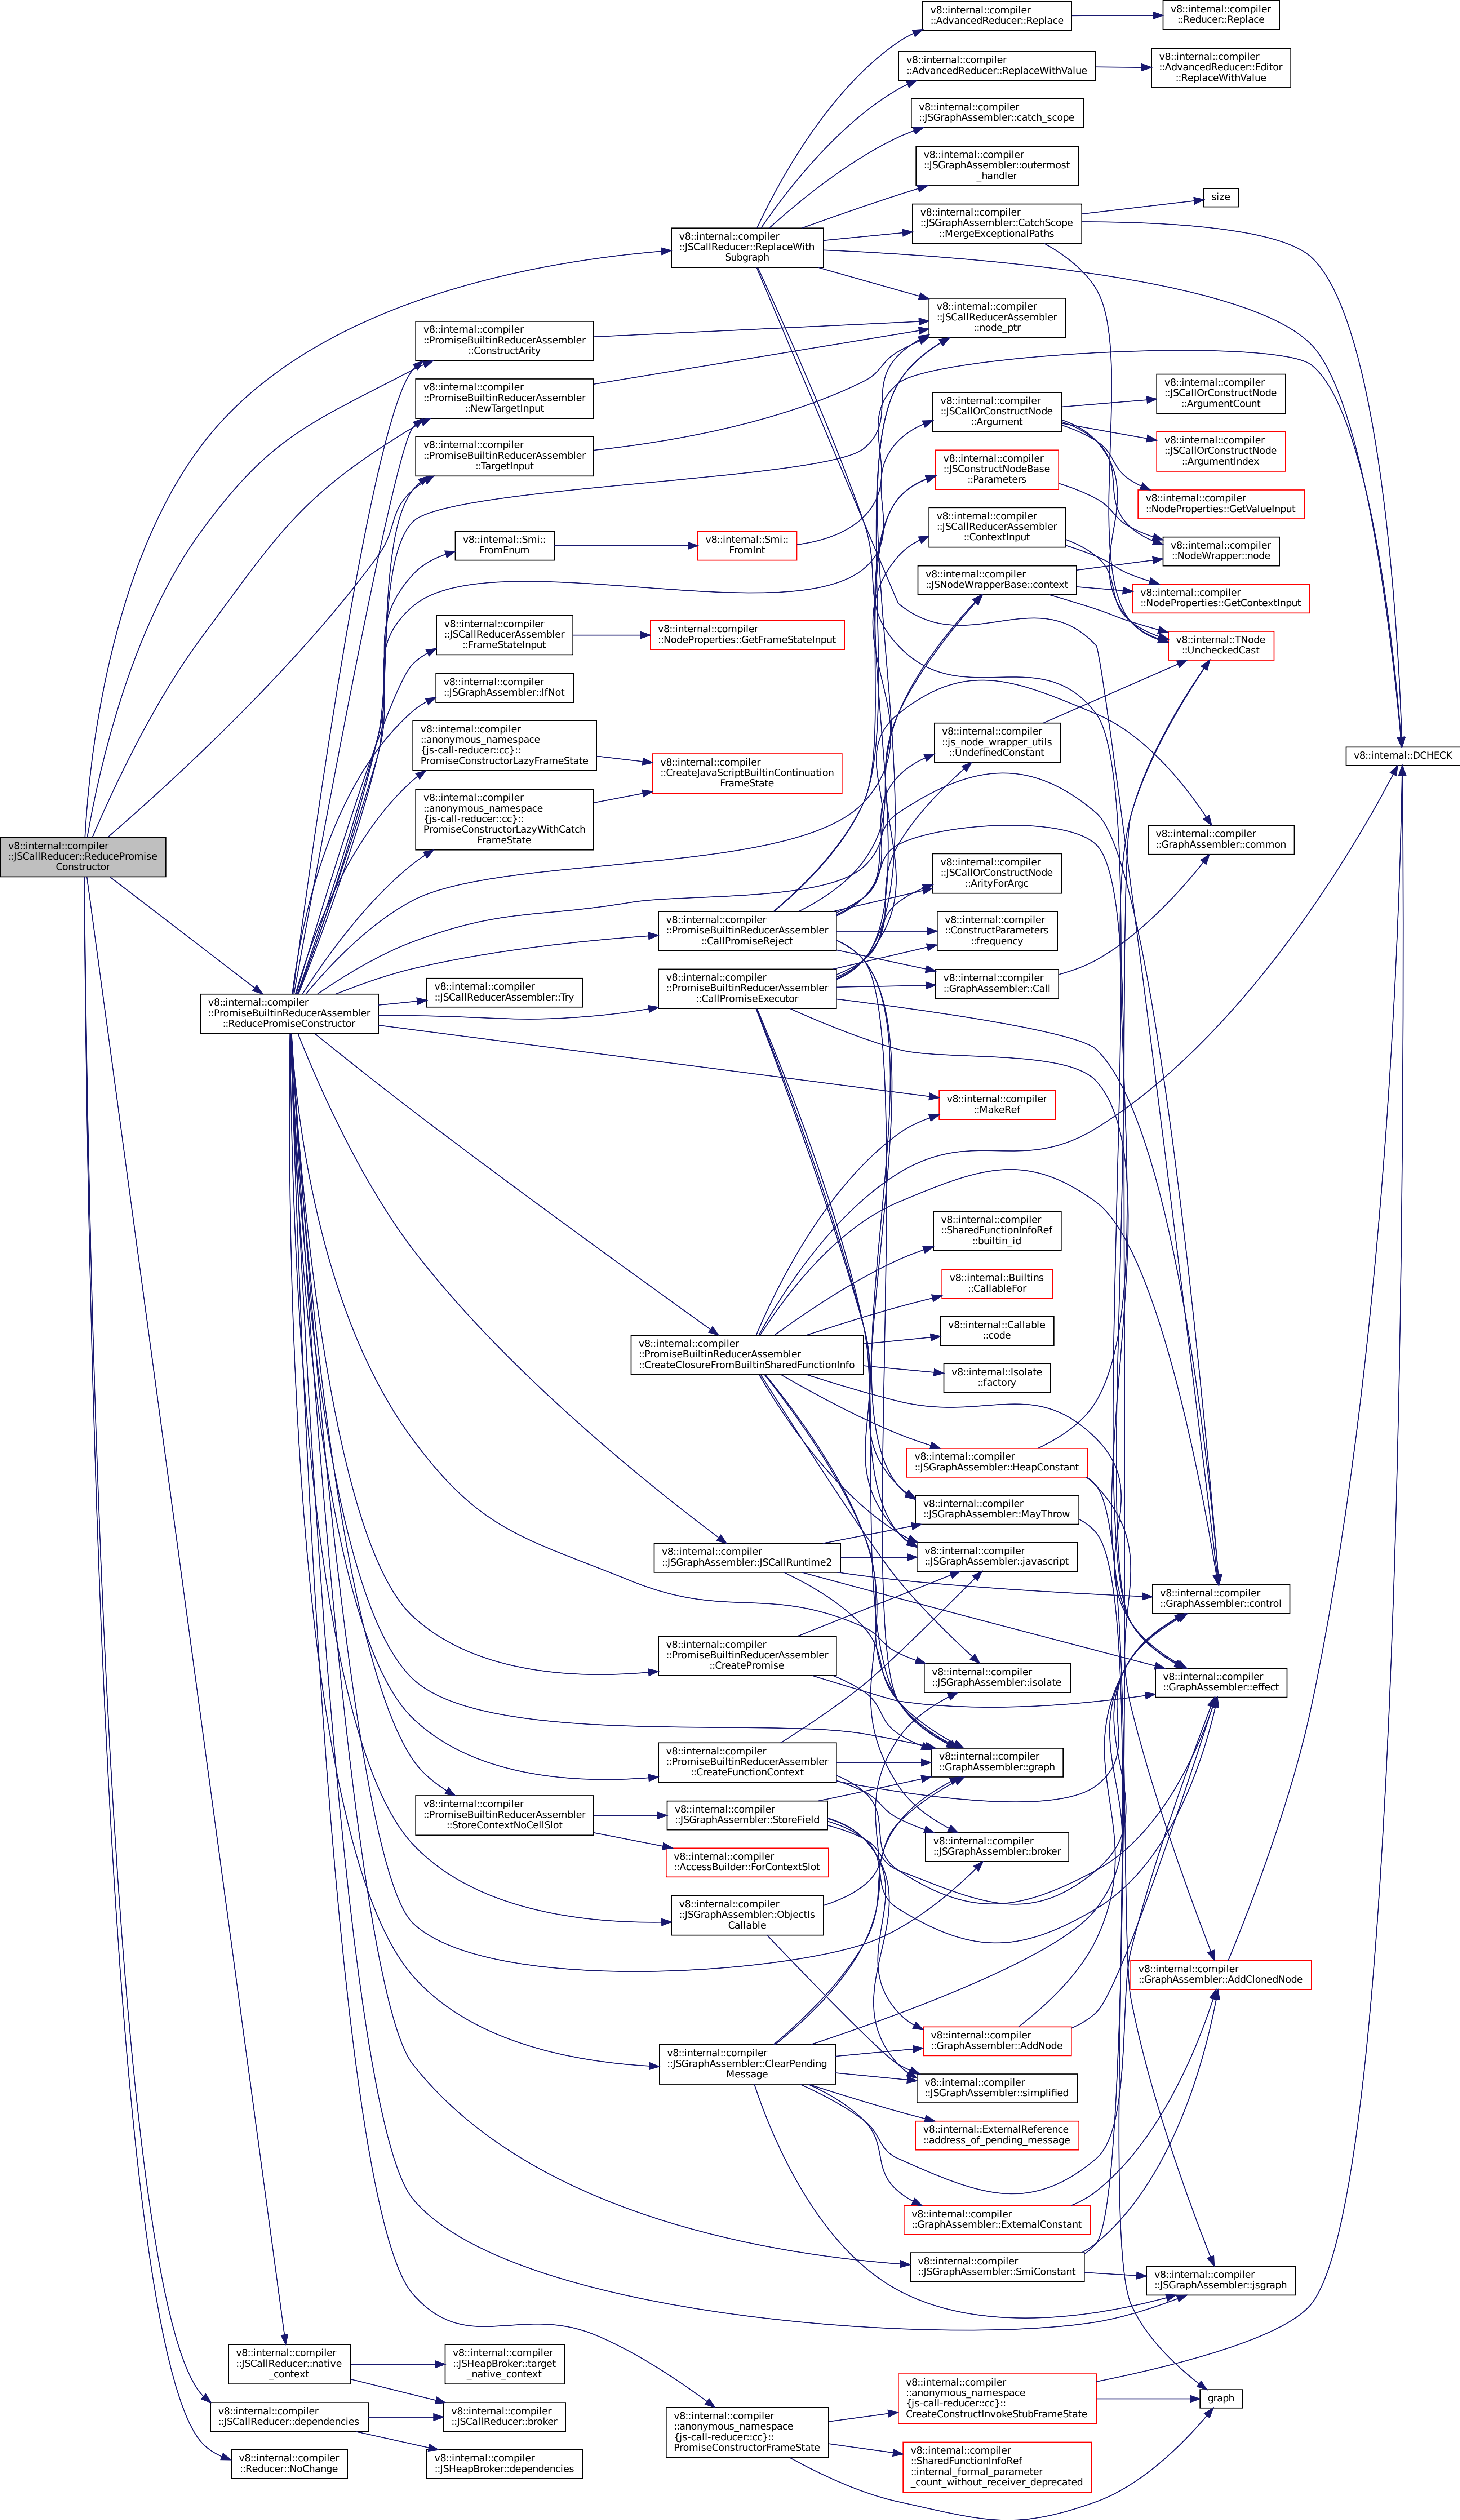 v8::internal::compiler
::AdvancedReducer::Replace
v8::internal::compiler
::Reducer::Replace
v8::internal::compiler
::AdvancedReducer::ReplaceWithValue
v8::internal::compiler
::AdvancedReducer::Editor
::ReplaceWithValue
v8::internal::compiler
::JSGraphAssembler::catch_scope
v8::internal::compiler
::JSGraphAssembler::outermost
_handler
v8::internal::compiler
::JSGraphAssembler::CatchScope
::MergeExceptionalPaths
size
v8::internal::compiler
::JSCallReducer::ReplaceWith
Subgraph
v8::internal::compiler
::JSCallReducerAssembler
::node_ptr
v8::internal::compiler
::PromiseBuiltinReducerAssembler
::ConstructArity
v8::internal::compiler
::PromiseBuiltinReducerAssembler
::NewTargetInput
v8::internal::compiler
::PromiseBuiltinReducerAssembler
::TargetInput
v8::internal::compiler
::JSCallOrConstructNode
::Argument
v8::internal::compiler
::JSCallOrConstructNode
::ArgumentCount
v8::internal::compiler
::JSCallOrConstructNode
::ArgumentIndex
v8::internal::compiler
::JSConstructNodeBase
::Parameters
v8::internal::compiler
::NodeProperties::GetValueInput
v8::internal::Smi::
FromEnum
v8::internal::Smi::
FromInt
v8::internal::compiler
::JSCallReducerAssembler
::ContextInput
v8::internal::compiler
::NodeWrapper::node
v8::internal::compiler
::JSNodeWrapperBase::context
v8::internal::compiler
::NodeProperties::GetContextInput
v8::internal::compiler
::JSCallReducerAssembler
::FrameStateInput
v8::internal::compiler
::NodeProperties::GetFrameStateInput
v8::internal::TNode
::UncheckedCast
v8::internal::compiler
::JSGraphAssembler::IfNot
v8::internal::compiler
::anonymous_namespace
{js-call-reducer::cc}::
PromiseConstructorLazyFrameState
v8::internal::compiler
::CreateJavaScriptBuiltinContinuation
FrameState
v8::internal::compiler
::js_node_wrapper_utils
::UndefinedConstant
v8::internal::DCHECK
v8::internal::compiler
::anonymous_namespace
{js-call-reducer::cc}::
PromiseConstructorLazyWithCatch
FrameState
v8::internal::compiler
::GraphAssembler::common
v8::internal::compiler
::JSCallReducer::ReducePromise
Constructor
v8::internal::compiler
::JSCallOrConstructNode
::ArityForArgc
v8::internal::compiler
::PromiseBuiltinReducerAssembler
::CallPromiseReject
v8::internal::compiler
::ConstructParameters
::frequency
v8::internal::compiler
::JSCallReducerAssembler::Try
v8::internal::compiler
::PromiseBuiltinReducerAssembler
::CallPromiseExecutor
v8::internal::compiler
::GraphAssembler::Call
v8::internal::compiler
::PromiseBuiltinReducerAssembler
::ReducePromiseConstructor
v8::internal::compiler
::MakeRef
v8::internal::compiler
::SharedFunctionInfoRef
::builtin_id
v8::internal::Builtins
::CallableFor
v8::internal::Callable
::code
v8::internal::compiler
::PromiseBuiltinReducerAssembler
::CreateClosureFromBuiltinSharedFunctionInfo
v8::internal::Isolate
::factory
v8::internal::compiler
::JSGraphAssembler::HeapConstant
v8::internal::compiler
::JSGraphAssembler::MayThrow
v8::internal::compiler
::JSGraphAssembler::JSCallRuntime2
v8::internal::compiler
::JSGraphAssembler::javascript
v8::internal::compiler
::GraphAssembler::control
v8::internal::compiler
::PromiseBuiltinReducerAssembler
::CreatePromise
v8::internal::compiler
::JSGraphAssembler::isolate
v8::internal::compiler
::GraphAssembler::effect
v8::internal::compiler
::PromiseBuiltinReducerAssembler
::CreateFunctionContext
v8::internal::compiler
::GraphAssembler::graph
v8::internal::compiler
::PromiseBuiltinReducerAssembler
::StoreContextNoCellSlot
v8::internal::compiler
::JSGraphAssembler::StoreField
v8::internal::compiler
::JSGraphAssembler::broker
v8::internal::compiler
::AccessBuilder::ForContextSlot
v8::internal::compiler
::JSGraphAssembler::ObjectIs
Callable
v8::internal::compiler
::GraphAssembler::AddClonedNode
v8::internal::compiler
::GraphAssembler::AddNode
v8::internal::compiler
::JSGraphAssembler::ClearPending
Message
v8::internal::compiler
::JSGraphAssembler::simplified
v8::internal::ExternalReference
::address_of_pending_message
v8::internal::compiler
::GraphAssembler::ExternalConstant
v8::internal::compiler
::JSGraphAssembler::SmiConstant
v8::internal::compiler
::JSGraphAssembler::jsgraph
v8::internal::compiler
::JSCallReducer::native
_context
v8::internal::compiler
::JSHeapBroker::target
_native_context
v8::internal::compiler
::anonymous_namespace
{js-call-reducer::cc}::
CreateConstructInvokeStubFrameState
graph
v8::internal::compiler
::JSCallReducer::dependencies
v8::internal::compiler
::JSCallReducer::broker
v8::internal::compiler
::anonymous_namespace
{js-call-reducer::cc}::
PromiseConstructorFrameState
v8::internal::compiler
::Reducer::NoChange
v8::internal::compiler
::JSHeapBroker::dependencies
v8::internal::compiler
::SharedFunctionInfoRef
::internal_formal_parameter
_count_without_receiver_deprecated